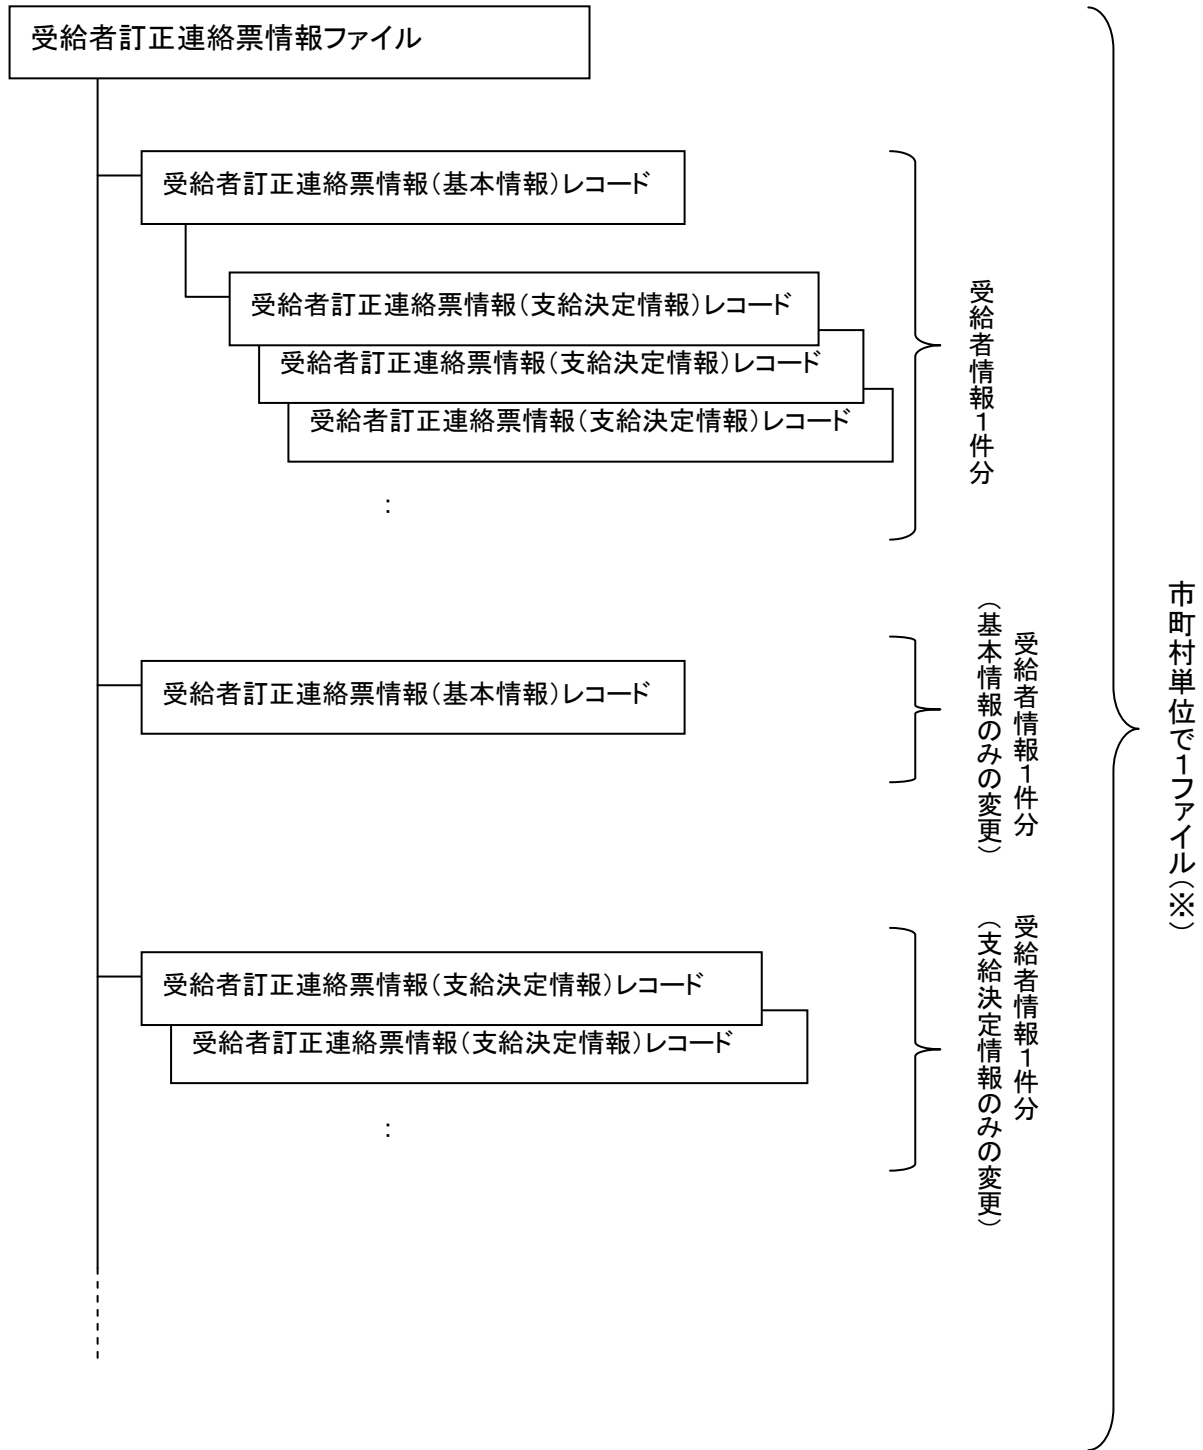 受給者訂正連絡票情報ファイル
受給者訂正連絡票情報（基本情報）レコード
受給者訂正連絡票情報（支給決定情報）レコード
受給者訂正連絡票情報（支給決定情報）レコード
受給者訂正連絡票情報（支給決定情報）レコード
：
受給者情報１件分
受給者訂正連絡票情報（基本情報）レコード
受給者情報１件分
（基本情報のみの変更）
受給者訂正連絡票情報（支給決定情報）レコード
受給者訂正連絡票情報（支給決定情報）レコード
：
受給者情報１件分
（支給決定情報のみの変更）
市町村単位で１ファイル（※）